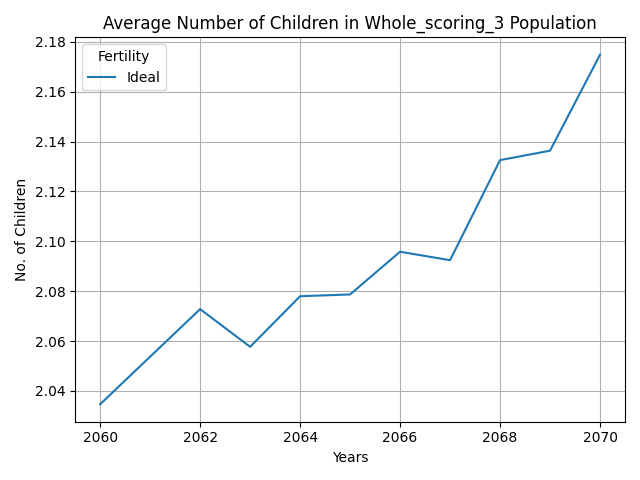 Average Number of Children in Whole_scoring_3 Population
Fertility
Ideal
No. of Children
2.18
2.16
2.14
2.12
2.10
2.08
2.06
2.04
2060 2062 2064 2066 2068 2070
Years